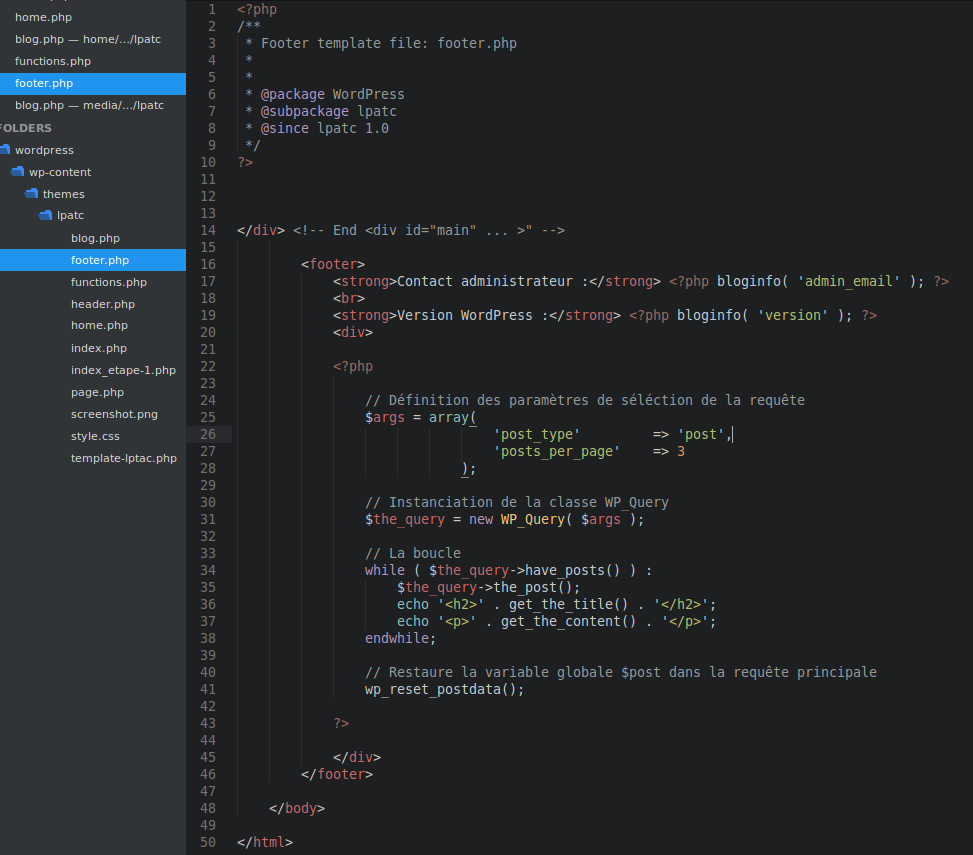 home.php
blog.php — home/.../lpatc
functions.php
footer.php
blog.php — media/.../lpatc
OLDERS
wordpress
wp-content
themes
lpatc
blog.php
footer.php
functions.php
header.php
home.php
index.php
index_etape-1.php
page.php
screenshot.png
style.css
template-lptac.php
1 <?php
2 /**
3  * Footer template file: footer.php
4  *
5  *
6  * @package WordPress
7  * @subpackage lpatc
8  * @since lpatc 1.0
9  */
10 ?>
11
12
13
14 </div> <!-- End <div id="main" ... >" -->
15
16         <footer>
17             <strong>Contact administrateur :</strong> <?php bloginfo( 'admin_email' ); ?>
18             <br>
19             <strong>Version WordPress :</strong> <?php bloginfo( 'version' ); ?>
20             <div>
21
22             <?php
23
24                 // Définition des paramètres de séléction de la requête
25                 $args = array(
26                                 'post_type'         => 'post',
27                                 'posts_per_page'    => 3
28                             );
29
30                 // Instanciation de la classe WP_Query
31                 $the_query = new WP_Query( $args );
32
33                 // La boucle
34                 while ( $the_query->have_posts() ) :
35                     $the_query->the_post();
36                     echo '<h2>' . get_the_title() . '</h2>';
37                     echo '<p>' . get_the_content() . '</p>';
38                 endwhile;
39
40                 // Restaure la variable globale $post dans la requête principale
41                 wp_reset_postdata();
42
43             ?>
44
45             </div>
46         </footer>
47
48     </body>
49
50 </html>